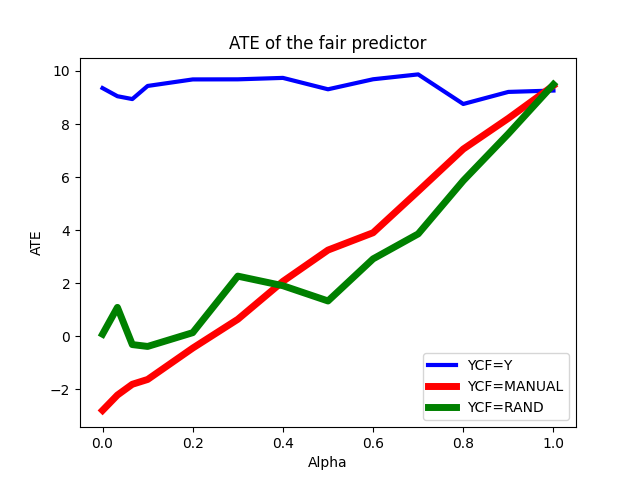 ATE of the fair predictor
ATE
10
8
6
4
2
0
−2
0.0 0.2 0.4 0.6 0.8 1.0
Alpha
YCF=Y
YCF=MANUAL
YCF=RAND